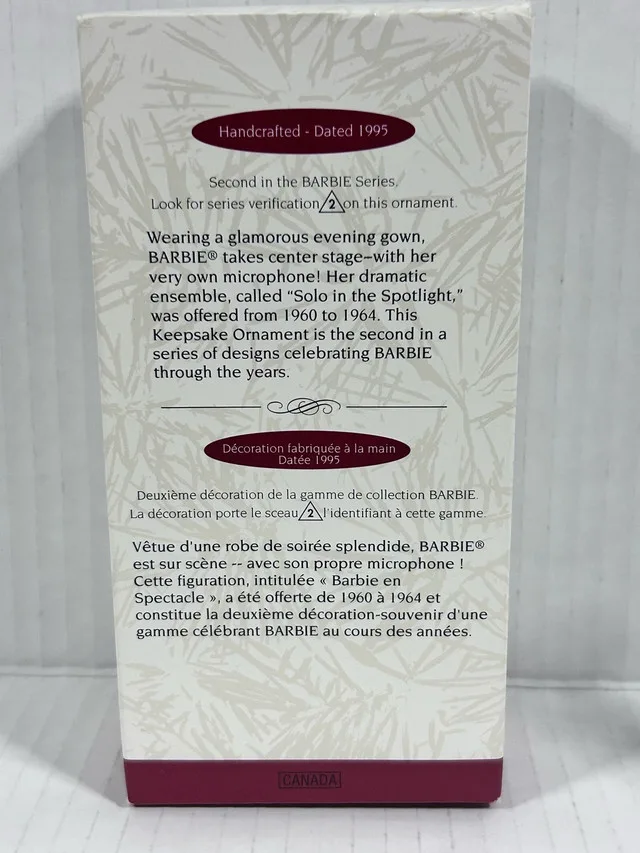 Handcrafted - Dated 1995
Second in the BARBIE Series.
Look for series verification 2 on this ornament.
Wearing a glamorous evening gown,
BARBIE® takes center stage--with her
very own microphone! Her dramatic
ensemble, called "Solo in the Spotlight,"
was offered from 1960 to 1964. This
Keepsake Ornament is the second in a
series of designs celebrating BARBIE
through the years.
Décoration fabriquée à la main
Datée 1995
Deuxième décoration de la gamme de collection BARBIE.
La décoration porte le sceau 2 l'identifiant à cette gamme.
Vêtue d'une robe de soirée splendide, BARBIE®
est sur scène -- avec son propre microphone !
Cette figuration, intitulée « Barbie en
Spectacle », a été offerte de 1960 à 1964 et
constitue la deuxième décoration-souvenir d'une
gamme célébrant BARBIE au cours des années.
CANADA